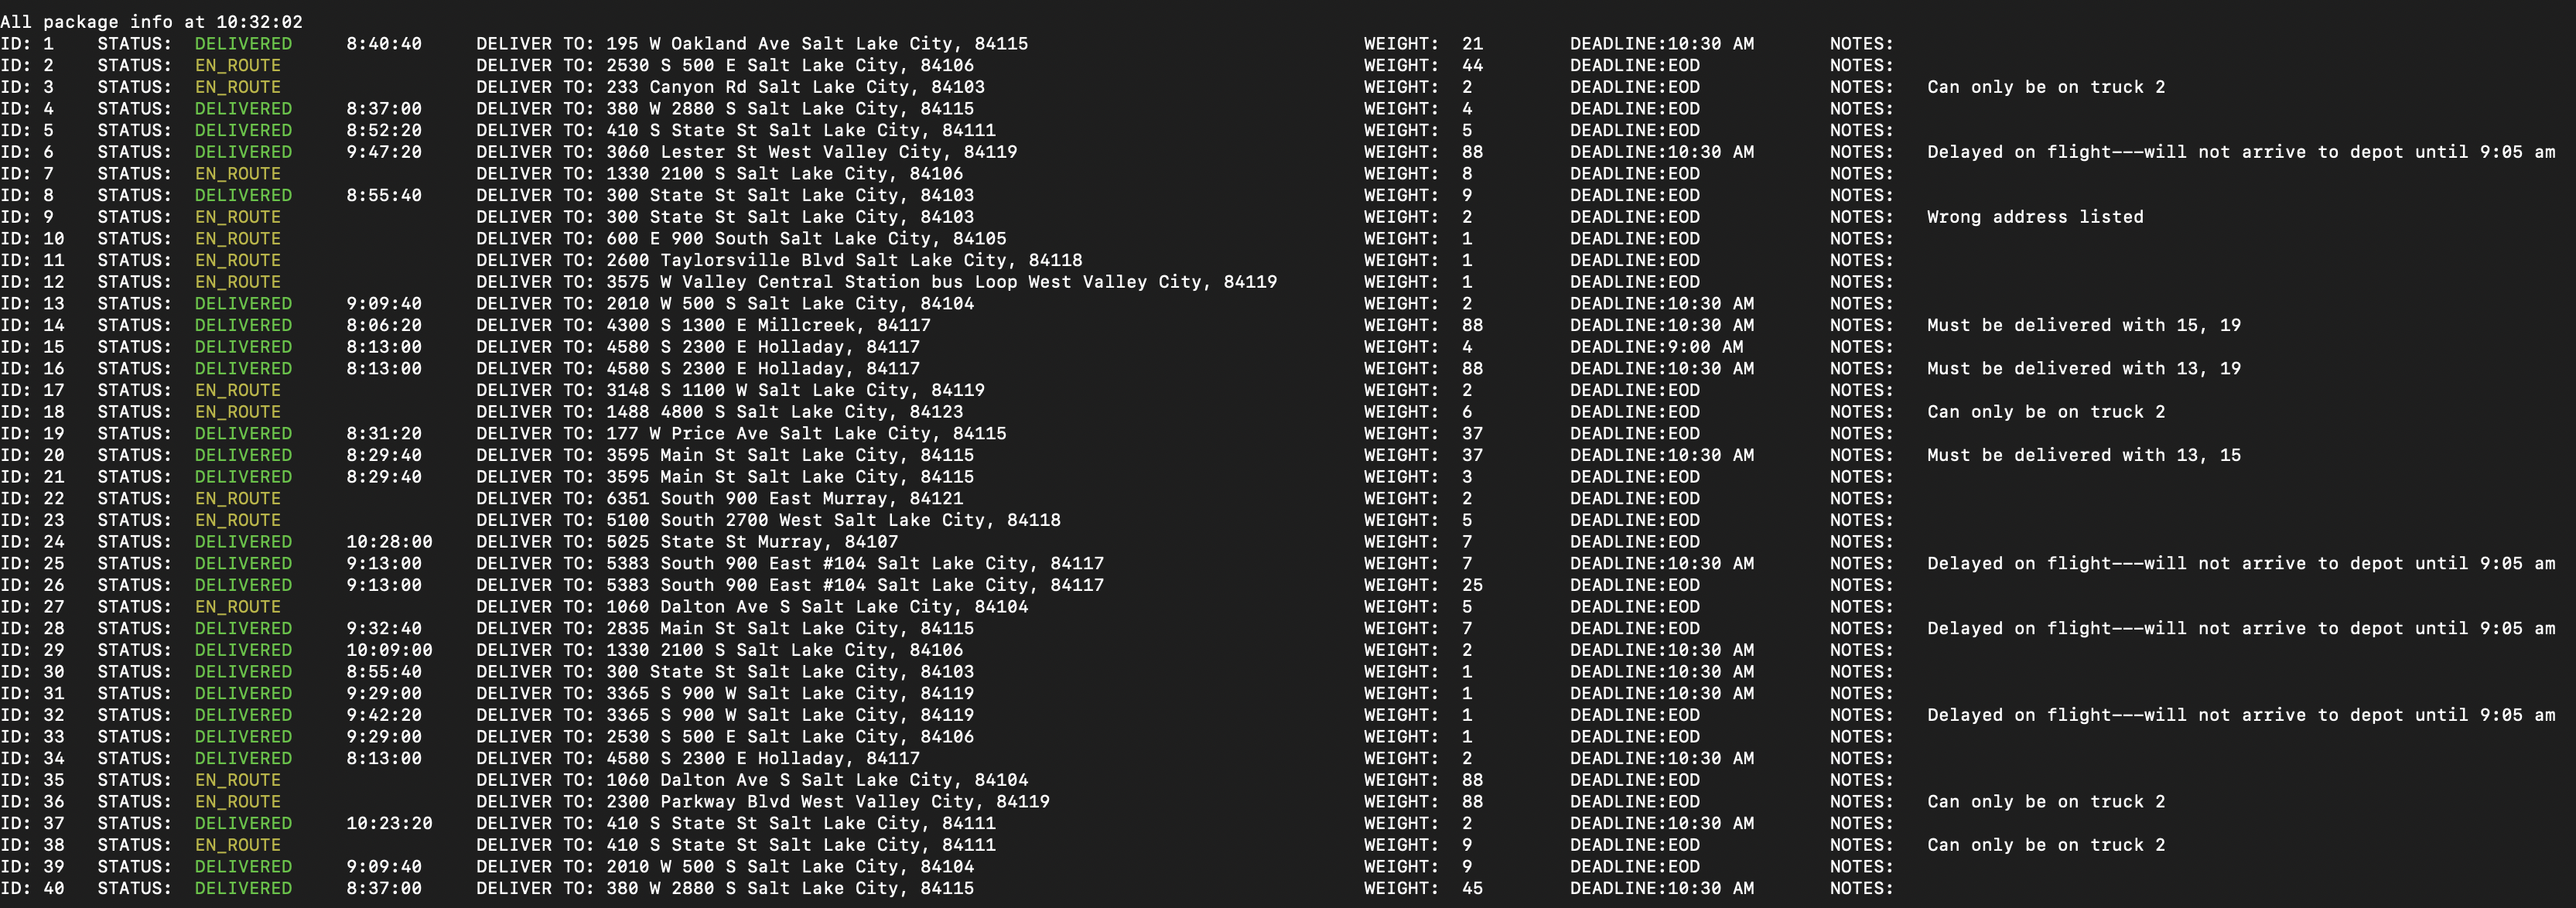 All package info at 10:32:02
ID: 1 STATUS: DELIVERED 8:40:40 DELIVER TO: 195 W Oakland Ave Salt Lake City, 84115 WEIGHT: 21 DEADLINE:10:30 AM NOTES:
ID: 2 STATUS: EN_ROUTE DELIVER TO: 2530 S 500 E Salt Lake City, 84106 WEIGHT: 44 DEADLINE:EOD NOTES:
ID: 3 STATUS: EN_ROUTE DELIVER TO: 233 Canyon Rd Salt Lake City, 84103 WEIGHT: 2 DEADLINE:EOD NOTES: Can only be on truck 2
ID: 4 STATUS: DELIVERED 8:37:00 DELIVER TO: 380 W 2880 S Salt Lake City, 84115 WEIGHT: 4 DEADLINE:EOD NOTES:
ID: 5 STATUS: DELIVERED 8:52:20 DELIVER TO: 410 S State St Salt Lake City, 84111 WEIGHT: 5 DEADLINE:EOD NOTES:
ID: 6 STATUS: DELIVERED 9:47:20 DELIVER TO: 3060 Lester St West Valley City, 84119 WEIGHT: 88 DEADLINE:10:30 AM NOTES: Delayed on flight---will not arrive to depot until 9:05 am
ID: 7 STATUS: EN_ROUTE DELIVER TO: 1330 2100 S Salt Lake City, 84106 WEIGHT: 8 DEADLINE:EOD NOTES:
ID: 8 STATUS: DELIVERED 8:55:40 DELIVER TO: 300 State St Salt Lake City, 84103 WEIGHT: 9 DEADLINE:EOD NOTES:
ID: 9 STATUS: EN_ROUTE DELIVER TO: 300 State St Salt Lake City, 84103 WEIGHT: 2 DEADLINE:EOD NOTES: Wrong address listed
ID: 10 STATUS: EN_ROUTE DELIVER TO: 600 E 900 South Salt Lake City, 84105 WEIGHT: 1 DEADLINE:EOD NOTES:
ID: 11 STATUS: EN_ROUTE DELIVER TO: 2600 Taylorsville Blvd Salt Lake City, 84118 WEIGHT: 1 DEADLINE:EOD NOTES:
ID: 12 STATUS: EN_ROUTE DELIVER TO: 3575 W Valley Central Station bus Loop West Valley City, 84119 WEIGHT: 1 DEADLINE:EOD NOTES:
ID: 13 STATUS: DELIVERED 9:09:40 DELIVER TO: 2010 W 500 S Salt Lake City, 84104 WEIGHT: 2 DEADLINE:10:30 AM NOTES:
ID: 14 STATUS: DELIVERED 8:06:20 DELIVER TO: 4300 S 1300 E Millcreek, 84117 WEIGHT: 88 DEADLINE:10:30 AM NOTES: Must be delivered with 15, 19
ID: 15 STATUS: DELIVERED 8:13:00 DELIVER TO: 4580 S 2300 E Holladay, 84117 WEIGHT: 4 DEADLINE:9:00 AM NOTES:
ID: 16 STATUS: DELIVERED 8:13:00 DELIVER TO: 4580 S 2300 E Holladay, 84117 WEIGHT: 88 DEADLINE:10:30 AM NOTES: Must be delivered with 13, 19
ID: 17 STATUS: EN_ROUTE DELIVER TO: 3148 S 1100 W Salt Lake City, 84119 WEIGHT: 2 DEADLINE:EOD NOTES:
ID: 18 STATUS: EN_ROUTE DELIVER TO: 1488 4800 S Salt Lake City, 84123 WEIGHT: 6 DEADLINE:EOD NOTES: Can only be on truck 2
ID: 19 STATUS: DELIVERED 8:31:20 DELIVER TO: 177 W Price Ave Salt Lake City, 84115 WEIGHT: 37 DEADLINE:EOD NOTES:
ID: 20 STATUS: DELIVERED 8:29:40 DELIVER TO: 3595 Main St Salt Lake City, 84115 WEIGHT: 37 DEADLINE:10:30 AM NOTES: Must be delivered with 13, 15
ID: 21 STATUS: DELIVERED 8:29:40 DELIVER TO: 3595 Main St Salt Lake City, 84115 WEIGHT: 3 DEADLINE:EOD NOTES:
ID: 22 STATUS: EN_ROUTE DELIVER TO: 6351 South 900 East Murray, 84121 WEIGHT: 2 DEADLINE:EOD NOTES:
ID: 23 STATUS: EN_ROUTE DELIVER TO: 5100 South 2700 West Salt Lake City, 84118 WEIGHT: 5 DEADLINE:EOD NOTES:
ID: 24 STATUS: DELIVERED 10:28:00 DELIVER TO: 5025 State St Murray, 84107 WEIGHT: 7 DEADLINE:EOD NOTES:
ID: 25 STATUS: DELIVERED 9:13:00 DELIVER TO: 5383 South 900 East #104 Salt Lake City, 84117 WEIGHT: 7 DEADLINE:10:30 AM NOTES: Delayed on flight---will not arrive to depot until 9:05 am
ID: 26 STATUS: DELIVERED 9:13:00 DELIVER TO: 5383 South 900 East #104 Salt Lake City, 84117 WEIGHT: 25 DEADLINE:EOD NOTES:
ID: 27 STATUS: EN_ROUTE DELIVER TO: 1060 Dalton Ave S Salt Lake City, 84104 WEIGHT: 5 DEADLINE:EOD NOTES:
ID: 28 STATUS: DELIVERED 9:32:40 DELIVER TO: 2835 Main St Salt Lake City, 84115 WEIGHT: 7 DEADLINE:EOD NOTES: Delayed on flight---will not arrive to depot until 9:05 am
ID: 29 STATUS: DELIVERED 10:09:00 DELIVER TO: 1330 2100 S Salt Lake City, 84106 WEIGHT: 2 DEADLINE:10:30 AM NOTES:
ID: 30 STATUS: DELIVERED 8:55:40 DELIVER TO: 300 State St Salt Lake City, 84103 WEIGHT: 1 DEADLINE:10:30 AM NOTES:
ID: 31 STATUS: DELIVERED 9:29:00 DELIVER TO: 3365 S 900 W Salt Lake City, 84119 WEIGHT: 1 DEADLINE:10:30 AM NOTES:
ID: 32 STATUS: DELIVERED 9:42:20 DELIVER TO: 3365 S 900 W Salt Lake City, 84119 WEIGHT: 1 DEADLINE:EOD NOTES: Delayed on flight---will not arrive to depot until 9:05 am
ID: 33 STATUS: DELIVERED 9:29:00 DELIVER TO: 2530 S 500 E Salt Lake City, 84106 WEIGHT: 1 DEADLINE:EOD NOTES:
ID: 34 STATUS: DELIVERED 8:13:00 DELIVER TO: 4580 S 2300 E Holladay, 84117 WEIGHT: 2 DEADLINE:10:30 AM NOTES:
ID: 35 STATUS: EN_ROUTE DELIVER TO: 1060 Dalton Ave S Salt Lake City, 84104 WEIGHT: 88 DEADLINE:EOD NOTES:
ID: 36 STATUS: EN_ROUTE DELIVER TO: 2300 Parkway Blvd West Valley City, 84119 WEIGHT: 88 DEADLINE:EOD NOTES: Can only be on truck 2
ID: 37 STATUS: DELIVERED 10:23:20 DELIVER TO: 410 S State St Salt Lake City, 84111 WEIGHT: 2 DEADLINE:10:30 AM NOTES:
ID: 38 STATUS: EN_ROUTE DELIVER TO: 410 S State St Salt Lake City, 84111 WEIGHT: 9 DEADLINE:EOD NOTES: Can only be on truck 2
ID: 39 STATUS: DELIVERED 9:09:40 DELIVER TO: 2010 W 500 S Salt Lake City, 84104 WEIGHT: 9 DEADLINE:EOD NOTES:
ID: 40 STATUS: DELIVERED 8:37:00 DELIVER TO: 380 W 2880 S Salt Lake City, 84115 WEIGHT: 45 DEADLINE:10:30 AM NOTES: